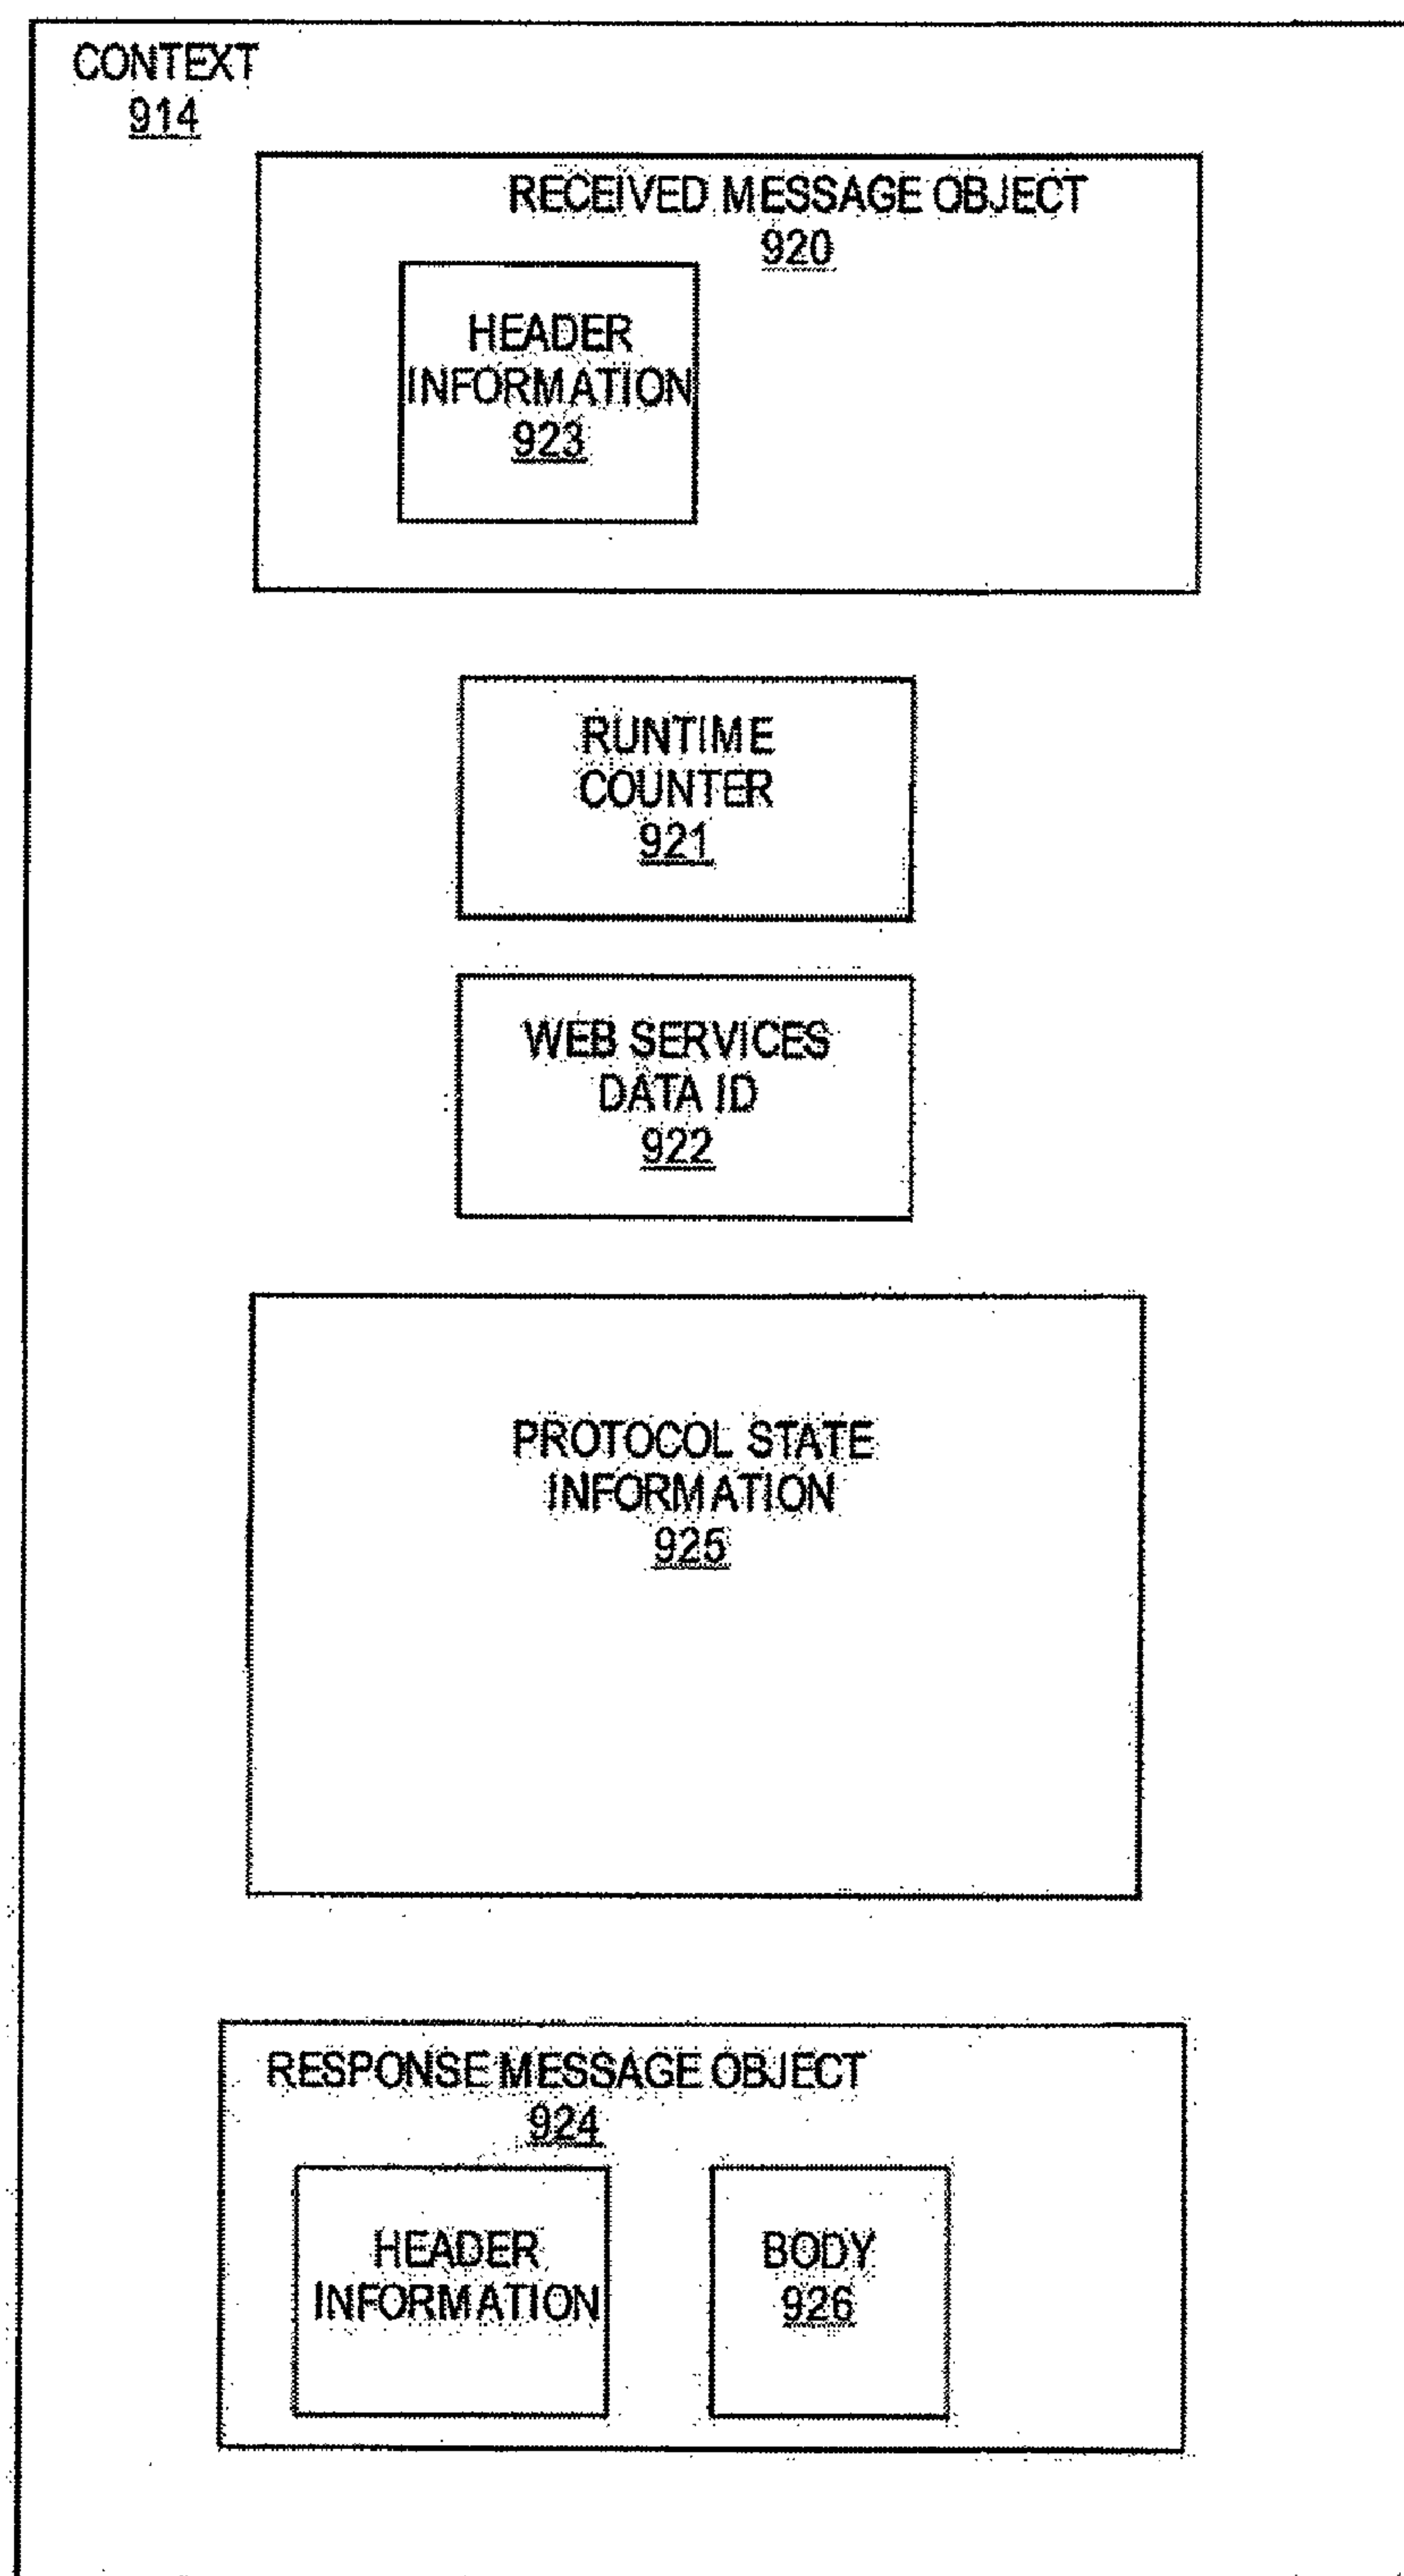 CONTEXT
914
RECEIVED MESSAGE OBJECT
920
HEADER
INFORMATION
923
RUNTIME
COUNTER
921
WEB SERVICES
DATA ID
922
PROTOCOL STATE
INFORMATION
925
RESPONSE MESSAGE OBJECT
924
HEADER
INFORMATION
BODY
926